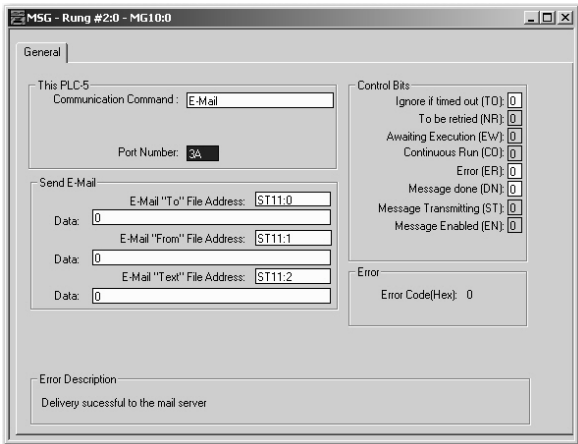 MSG - Rung #2:0 - MG10:0
General
This PLC-5
Communication Command : E-Mail
Port Number: 3A
Send E-Mail
E-Mail "To" File Address: ST11:0
Data: 0
E-Mail "From" File Address: ST11:1
Data: 0
E-Mail "Text" File Address: ST11:2
Data: 0
Control Bits
Ignore if timed out (TO): 0
To be retried (NR): 0
Awaiting Execution (EW): 0
Continuous Run (CO): 0
Error (ER): 0
Message done (DN): 0
Message Transmitting (ST): 0
Message Enabled (EN): 0
Error
Error Code(Hex): 0
Error Description
Delivery sucessful to the mail server